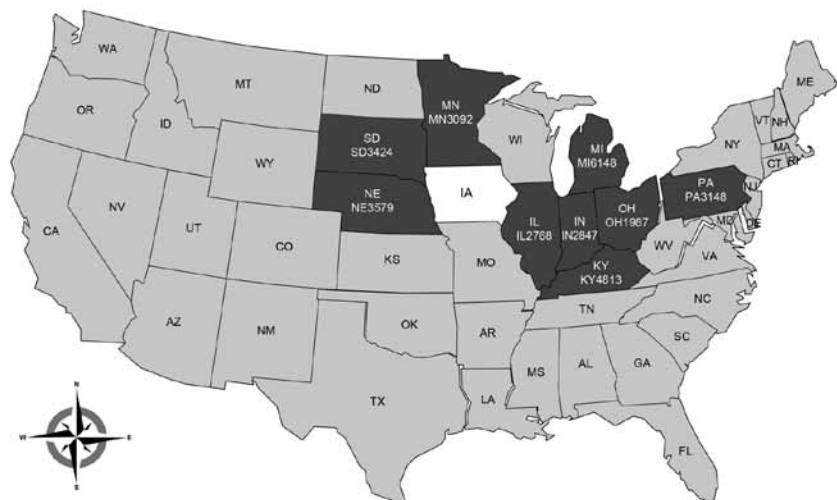 WA
MT
ND
MN
MN3092
ME
OR
ID
WY
SD
SD3424
WI
MI
MI6148
NY
VT
NH
MA
CT
RI
NV
UT
CA
CO
NE
NE3579
IA
IL
IL2768
IN
IN2847
OH
OH1987
PA
PA3148
NJ
MD
DE
KS
MO
KY
KY4813
WV
VA
AZ
NM
OK
AR
TN
NC
SC
TX
LA
MS
AL
GA
FL
N
W
E
S